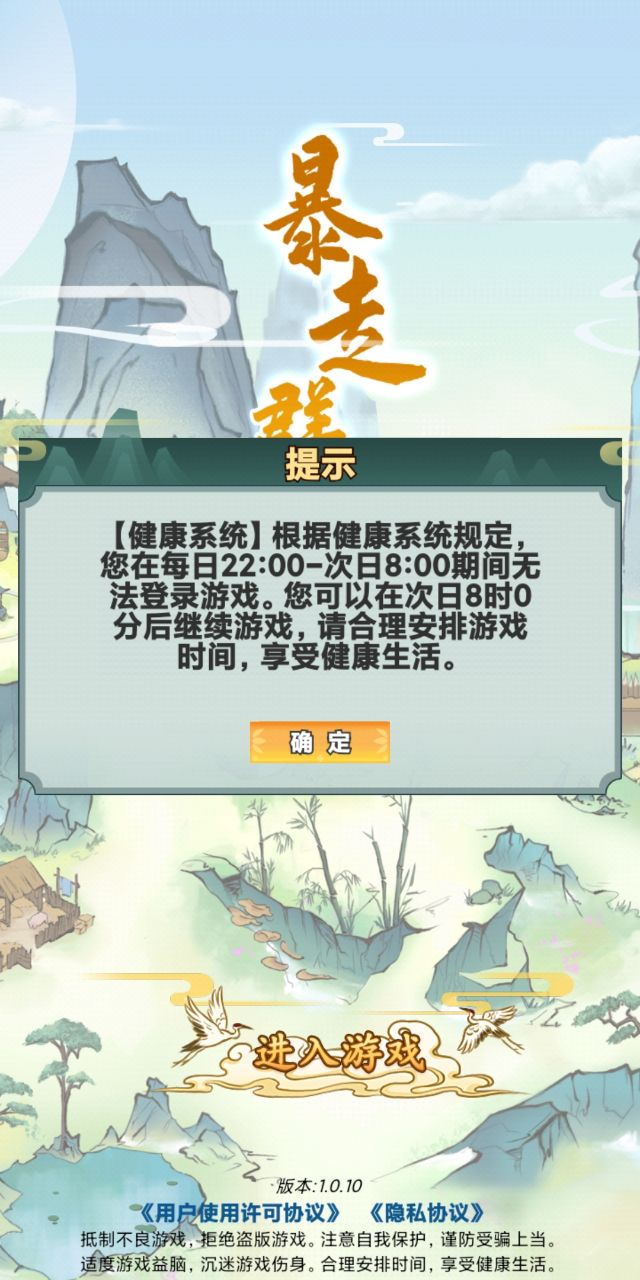 暴
走
群
提示
【健康系统】根据健康系统规定，
您在每日22:00-次日8:00期间无
法登录游戏。您可以在次日8时0
分后继续游戏，请合理安排游戏
时间，享受健康生活。
确 定
进入游戏
版本:1.0.10
《用户使用许可协议》 《隐私协议》
抵制不良游戏，拒绝盗版游戏。注意自我保护，谨防受骗上当。
适度游戏益脑，沉迷游戏伤身。合理安排时间，享受健康生活。